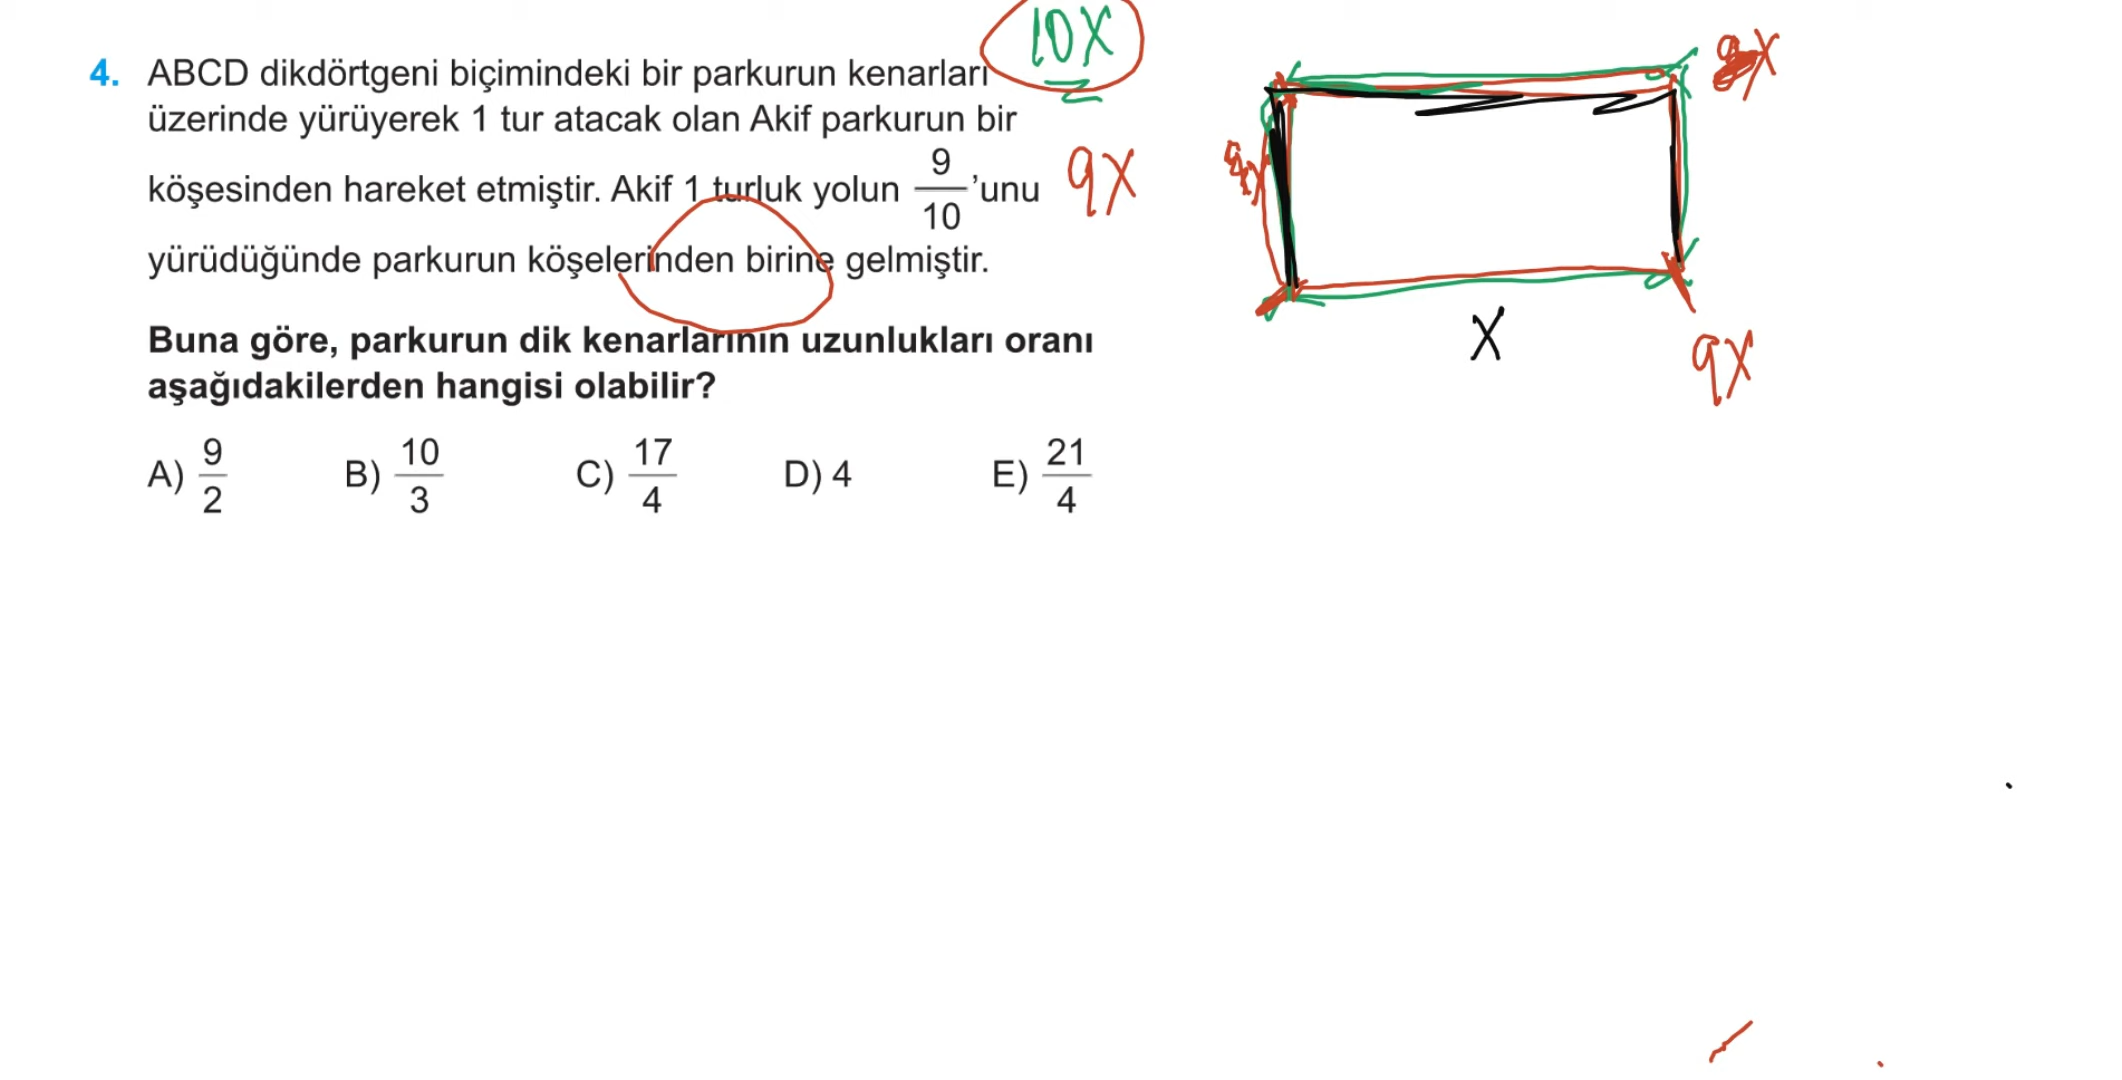 10X
4. ABCD dikdörtgeni biçimindeki bir parkurun kenarları
üzerinde yürüyerek 1 tur atacak olan Akif parkurun bir
köşesinden hareket etmiştir. Akif 1 turluk yolun 9/10 'unu 9X
yürüdüğünde parkurun köşelerinden birine gelmiştir.
Buna göre, parkurun dik kenarlarının uzunlukları oranı
aşağıdakilerden hangisi olabilir?
A) 9/2 B) 10/3 C) 17/4 D) 4 E) 21/4
X
9X